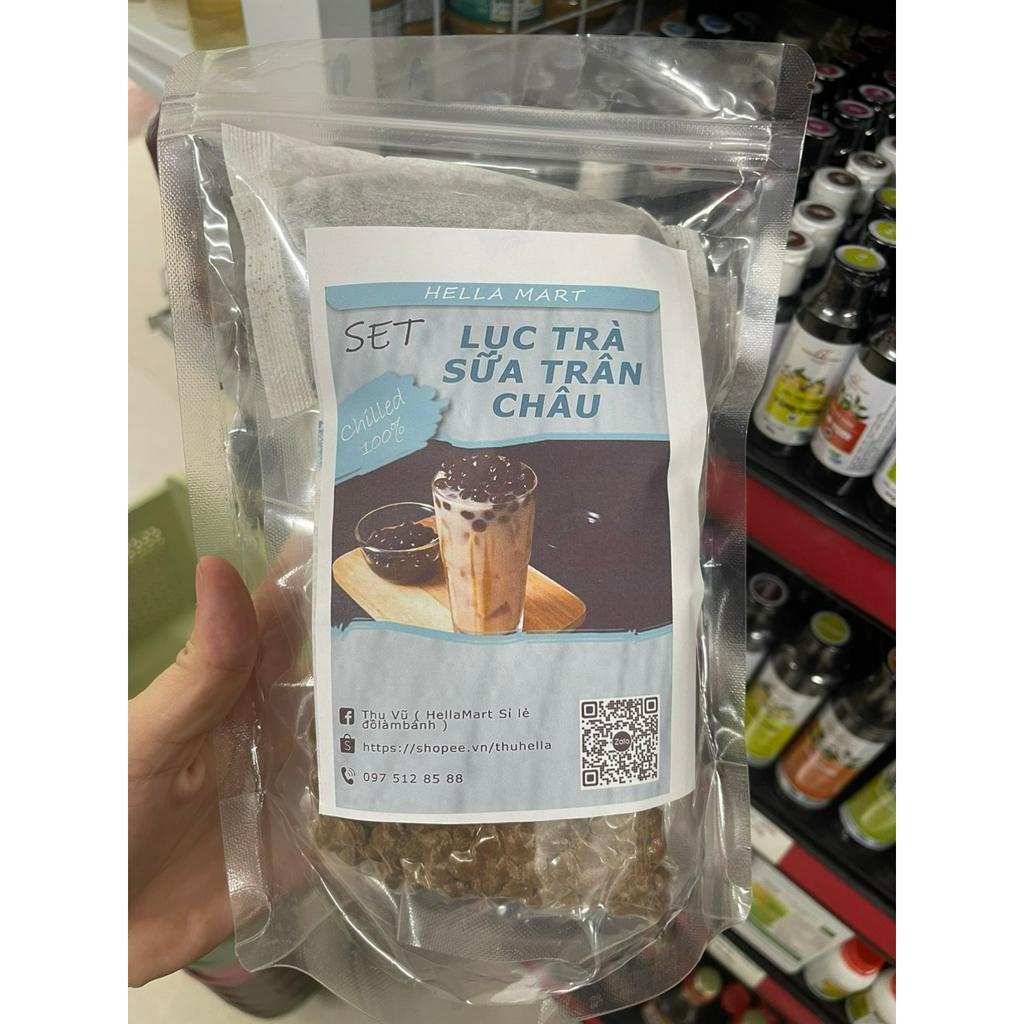 HELLA MART
SET
LỤC TRÀ
SỮA TRÂN
CHÂU
Chilled
100%
Thu Vũ ( HellaMart Sỉ lẻ
đồlàmbánh )
https://shopee.vn/thuhella
097 512 85 88
Zalo